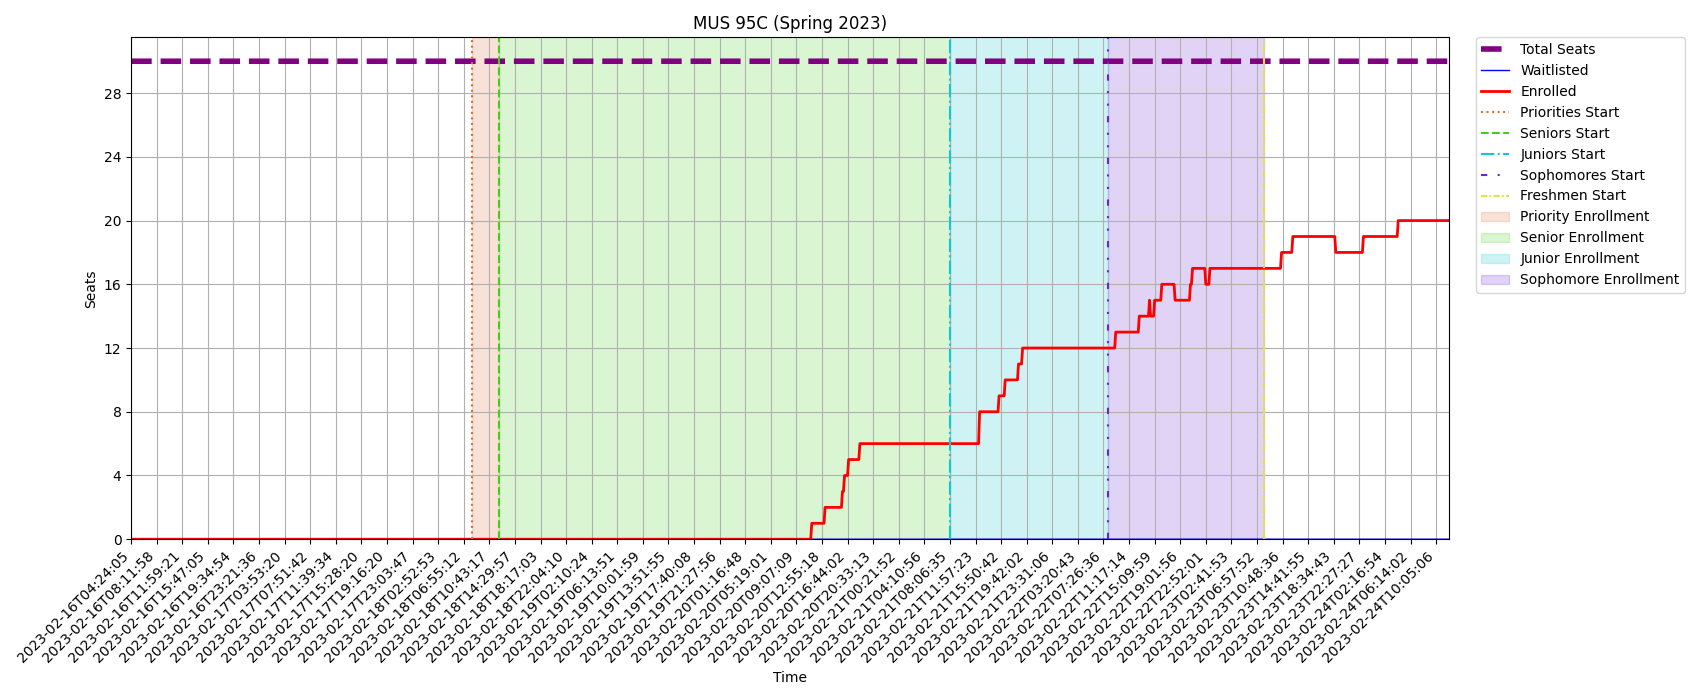 MUS 95C (Spring 2023)
Seats
28
24
20
16
12
8
4
0
2023-02-16T04:24:05
2023-02-16T08:11:58
2023-02-16T11:59:21
2023-02-16T15:47:05
2023-02-16T19:34:54
2023-02-16T23:21:36
2023-02-17T03:53:20
2023-02-17T07:51:42
2023-02-17T11:39:34
2023-02-17T15:28:20
2023-02-17T19:16:20
2023-02-17T23:03:47
2023-02-18T02:52:53
2023-02-18T06:55:12
2023-02-18T10:43:17
2023-02-18T14:29:57
2023-02-18T18:17:03
2023-02-18T22:04:10
2023-02-19T02:10:24
2023-02-19T06:13:51
2023-02-19T10:01:59
2023-02-19T13:51:55
2023-02-19T17:40:08
2023-02-19T21:27:56
2023-02-20T01:16:48
2023-02-20T05:19:01
2023-02-20T09:07:09
2023-02-20T12:55:18
2023-02-20T16:44:02
2023-02-20T20:33:13
2023-02-21T00:21:52
2023-02-21T04:10:56
2023-02-21T08:06:35
2023-02-21T11:57:23
2023-02-21T15:50:42
2023-02-21T19:42:02
2023-02-21T23:31:06
2023-02-22T03:20:43
2023-02-22T07:26:36
2023-02-22T11:17:14
2023-02-22T15:09:59
2023-02-22T19:01:56
2023-02-22T22:52:01
2023-02-23T02:41:53
2023-02-23T06:57:52
2023-02-23T10:48:36
2023-02-23T14:41:55
2023-02-23T18:34:43
2023-02-23T22:27:27
2023-02-24T02:16:54
2023-02-24T06:14:02
2023-02-24T10:05:06
Time
Total Seats
Waitlisted
Enrolled
Priorities Start
Seniors Start
Juniors Start
Sophomores Start
Freshmen Start
Priority Enrollment
Senior Enrollment
Junior Enrollment
Sophomore Enrollment